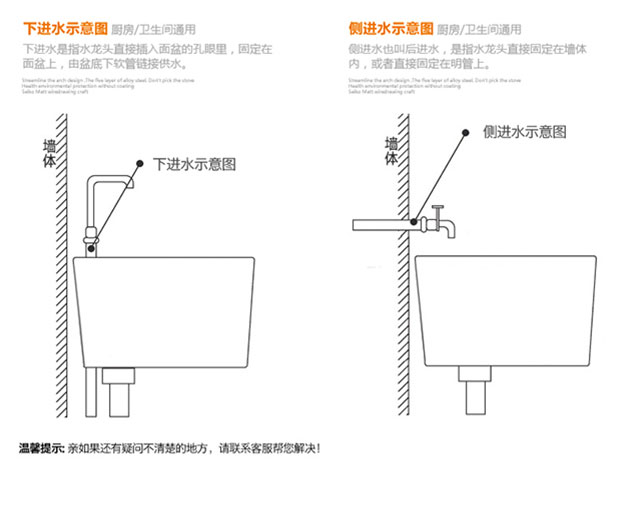 下进水示意图 厨房/卫生间通用
下进水是指水龙头直接插入面盆的孔眼里，固定在
面盆上，由盆底下软管链接供水。
Streamline the arch design .The five layer of alloy steel. Don't pick the stone
Health environmental protection without coating
Seiko Matt wiredrawing craft
墙体
下进水示意图
侧进水示意图 厨房/卫生间通用
侧进水也叫后进水，是指水龙头直接固定在墙体
内，或者直接固定在明管上。
Streamline the arch design .The five layer of alloy steel. Don't pick the stone
Health environmental protection without coating
Seiko Matt wiredrawing craft
墙体
侧进水示意图
温馨提示: 亲如果还有疑问不清楚的地方，请联系客服帮您解决！